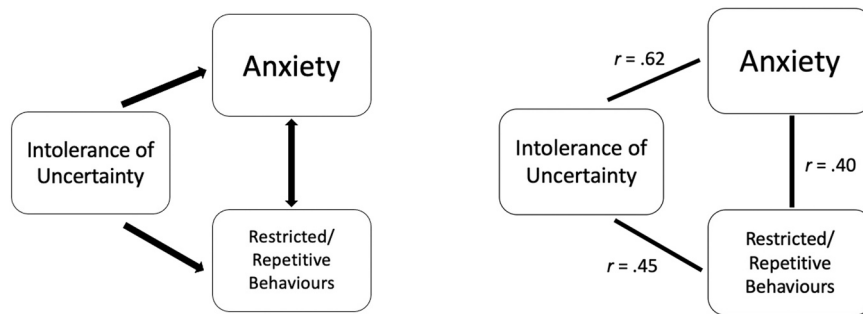 Anxiety
Intolerance of
Uncertainty
Restricted/
Repetitive
Behaviours
r = .62
Anxiety
Intolerance of
Uncertainty
r = .40
r = .45
Restricted/
Repetitive
Behaviours